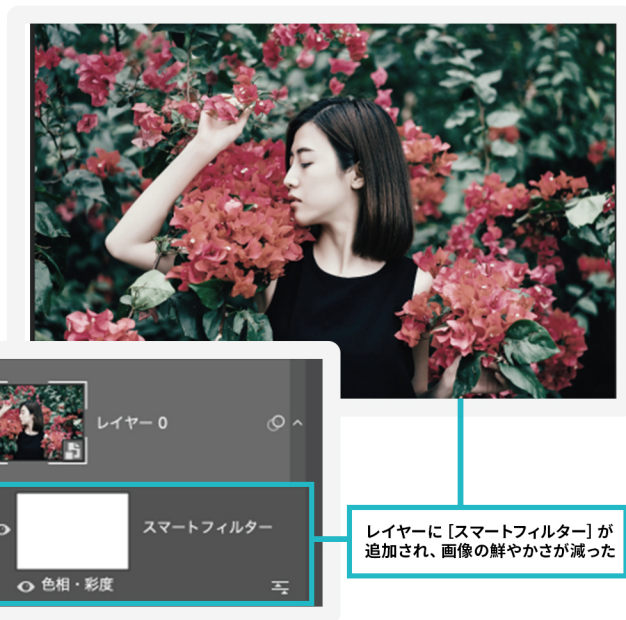 レイヤー 0
スマートフィルター
色相・彩度
レイヤーに［スマートフィルター］が
追加され、画像の鮮やかさが減った